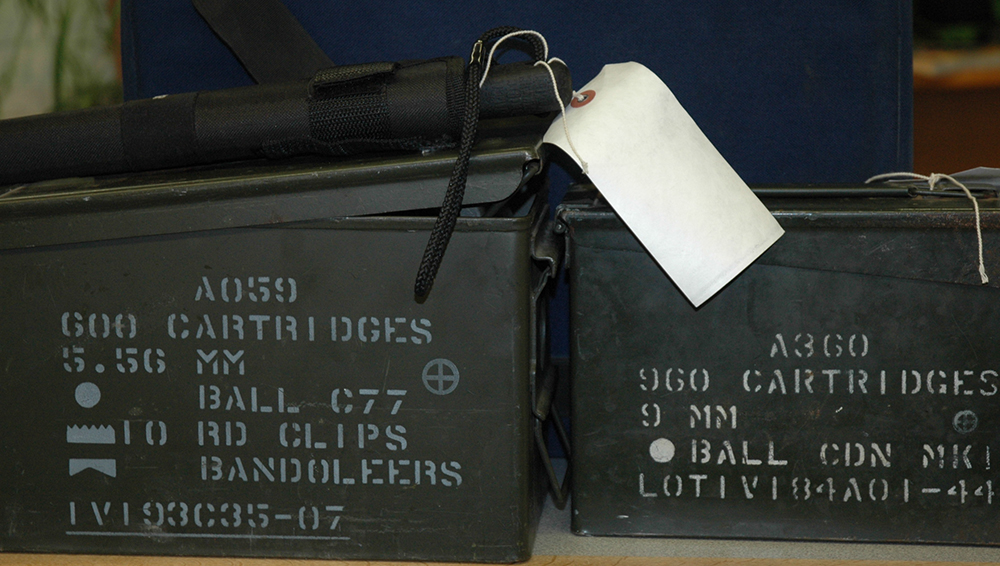 A059
600 CARTRIDGES
5.56 MM
BALL C77
10 RD CLIPS
BANDOLEERS
IVI93C35-07
A360
960 CARTRIDGES
9 MM
BALL CDN MK1
LOTIVI84A01-44